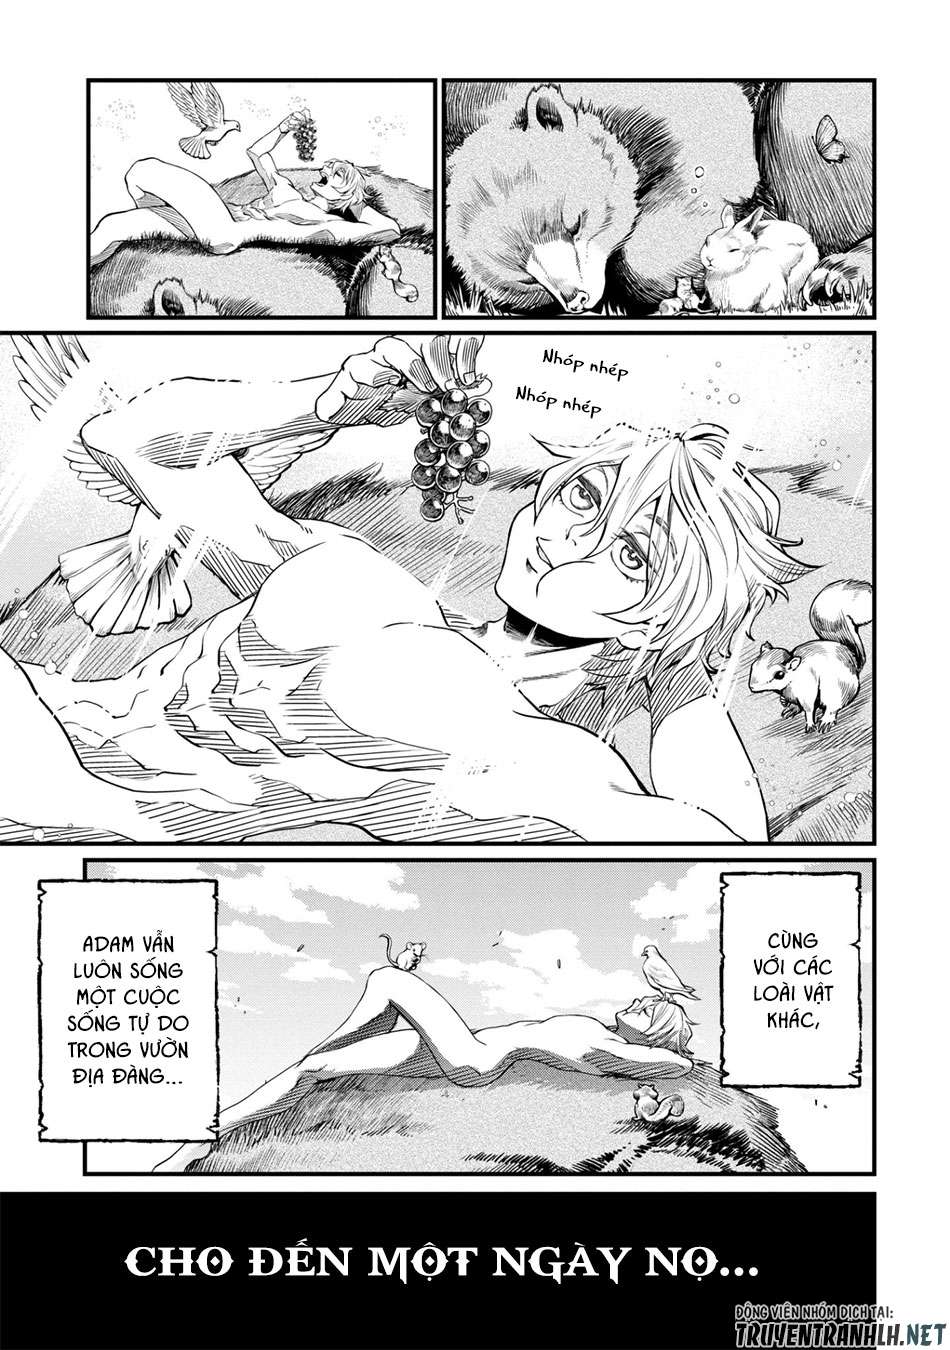 Nhóp nhép
Nhóp nhép
CÙNG
VỚI CÁC
LOÀI VẬT
KHÁC,
ADAM VẪN
LUÔN SỐNG
MỘT CUỘC
SỐNG TỰ DO
TRONG VƯỜN
ĐỊA ĐÀNG...
CHO ĐẾN MỘT NGÀY NỌ...
ĐỘNG VIÊN NHÓM DỊCH TẠI:
TRUYENTRANHLH.NET